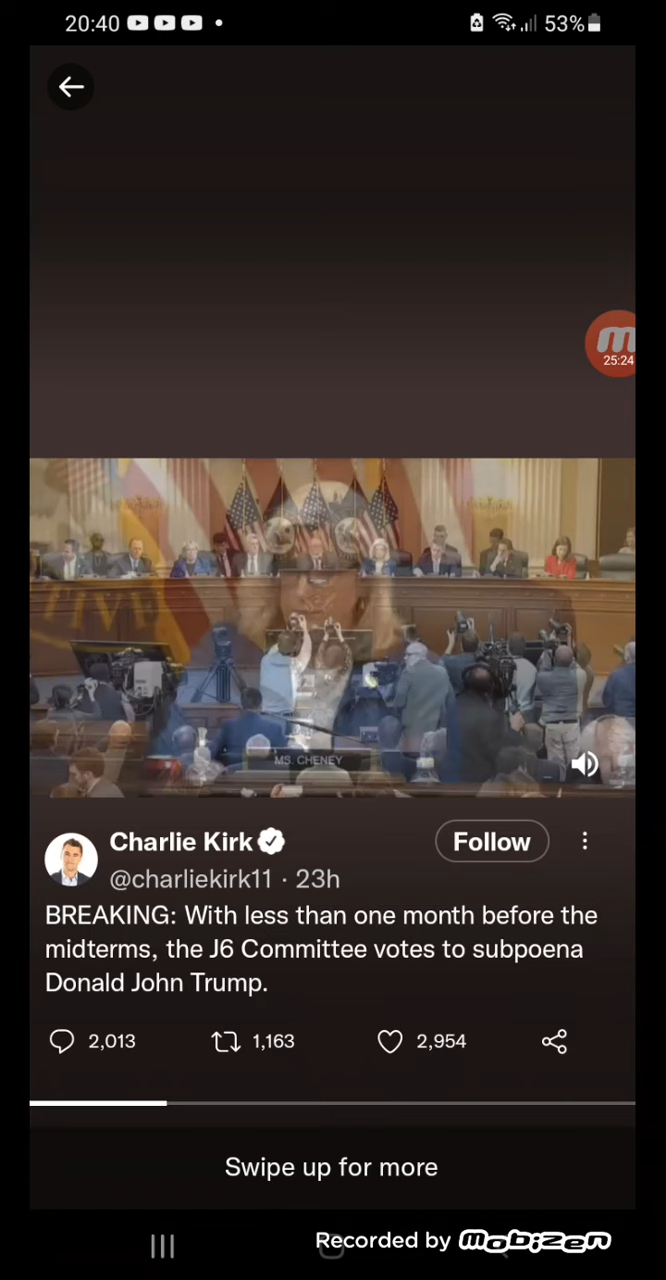 20:40
53%
25:24
MS. CHENEY
Charlie Kirk
Follow
@charliekirk11 · 23h
BREAKING: With less than one month before the
midterms, the J6 Committee votes to subpoena
Donald John Trump.
2,013
1,163
2,954
Swipe up for more
Recorded by mobizen